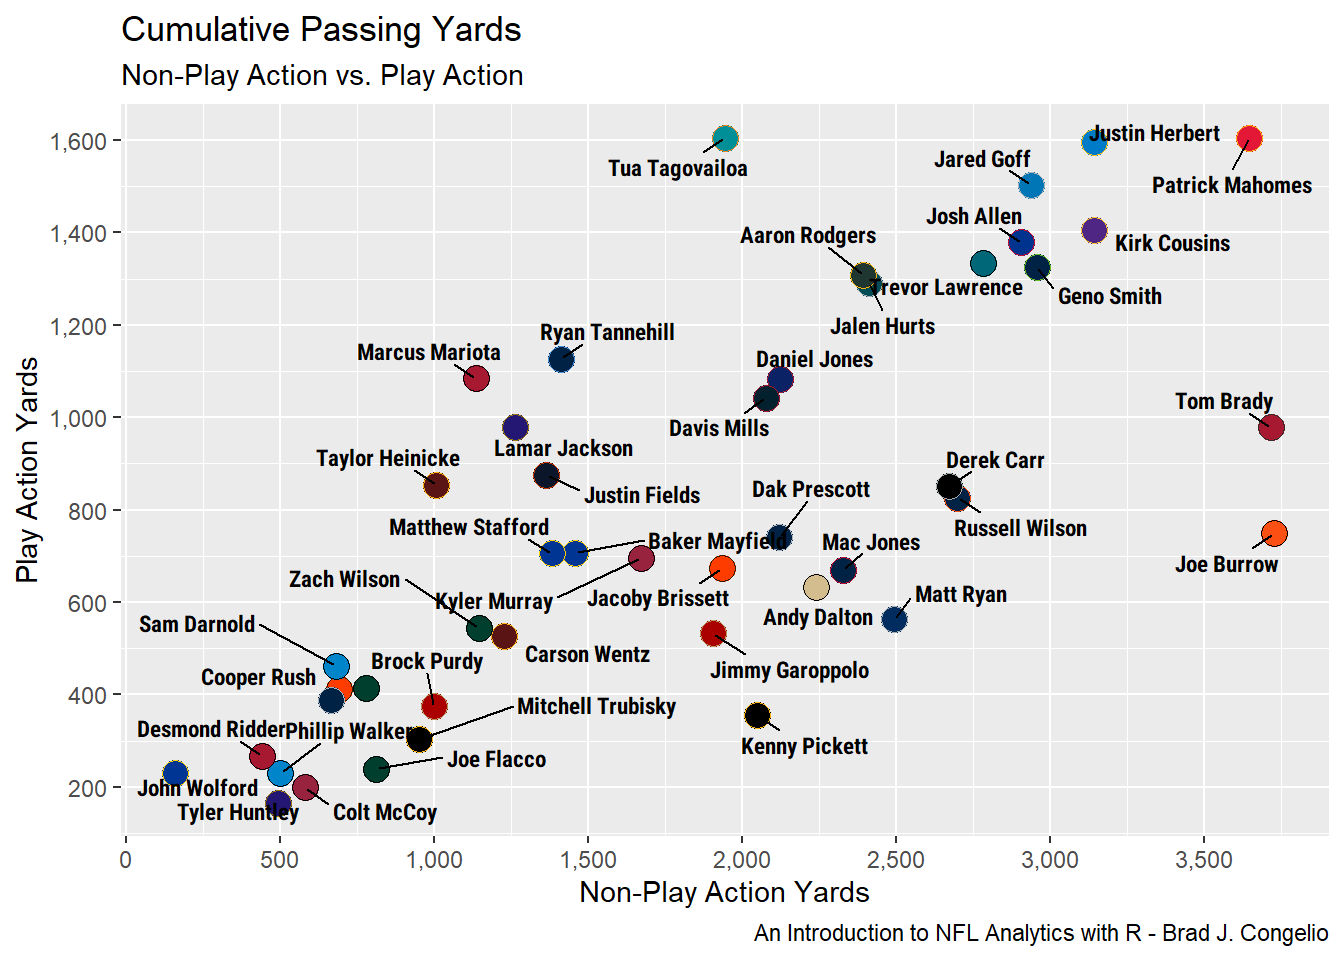 Cumulative Passing Yards
Non-Play Action vs. Play Action
1,600
1,400
1,200
1,000
800
600
400
200
Play Action Yards
Justin Herbert
Tua Tagovailoa
Jared Goff
Patrick Mahomes
Josh Allen
Aaron Rodgers
Kirk Cousins
Trevor Lawrence
Geno Smith
Jalen Hurts
Ryan Tannehill
Marcus Mariota
Daniel Jones
Tom Brady
Davis Mills
Lamar Jackson
Taylor Heinicke
Derek Carr
Justin Fields
Dak Prescott
Matthew Stafford
Russell Wilson
Baker Mayfield
Mac Jones
Joe Burrow
Zach Wilson
Kyler Murray
Jacoby Brissett
Matt Ryan
Andy Dalton
Sam Darnold
Carson Wentz
Brock Purdy
Jimmy Garoppolo
Cooper Rush
Mitchell Trubisky
Desmond Ridder
Phillip Walker
Kenny Pickett
Joe Flacco
John Wolford
Tyler Huntley
Colt McCoy
0
500
1,000
1,500
2,000
2,500
3,000
3,500
Non-Play Action Yards
An Introduction to NFL Analytics with R - Brad J. Congelio